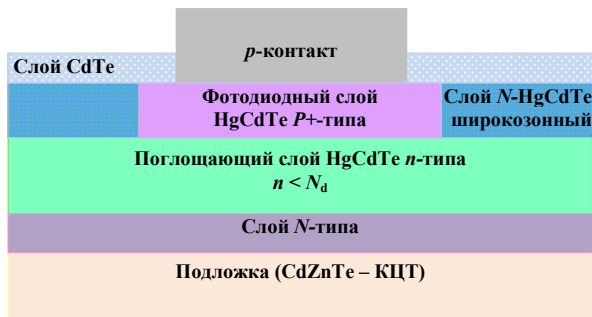 p-контакт
Слой CdTe
Фотодиодный слой
HgCdTe P+-типа
Слой N-HgCdTe
широкозонный
Поглощающий слой HgCdTe n-типа
n < Nd
Слой N-типа
Подложка (CdZnTe – КЦТ)